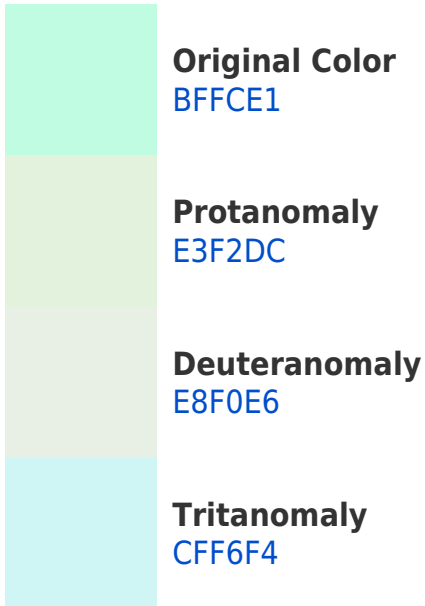 Original Color
BFFCE1
Protanomaly
E3F2DC
Deuteranomaly
E8F0E6
Tritanomaly
CFF6F4